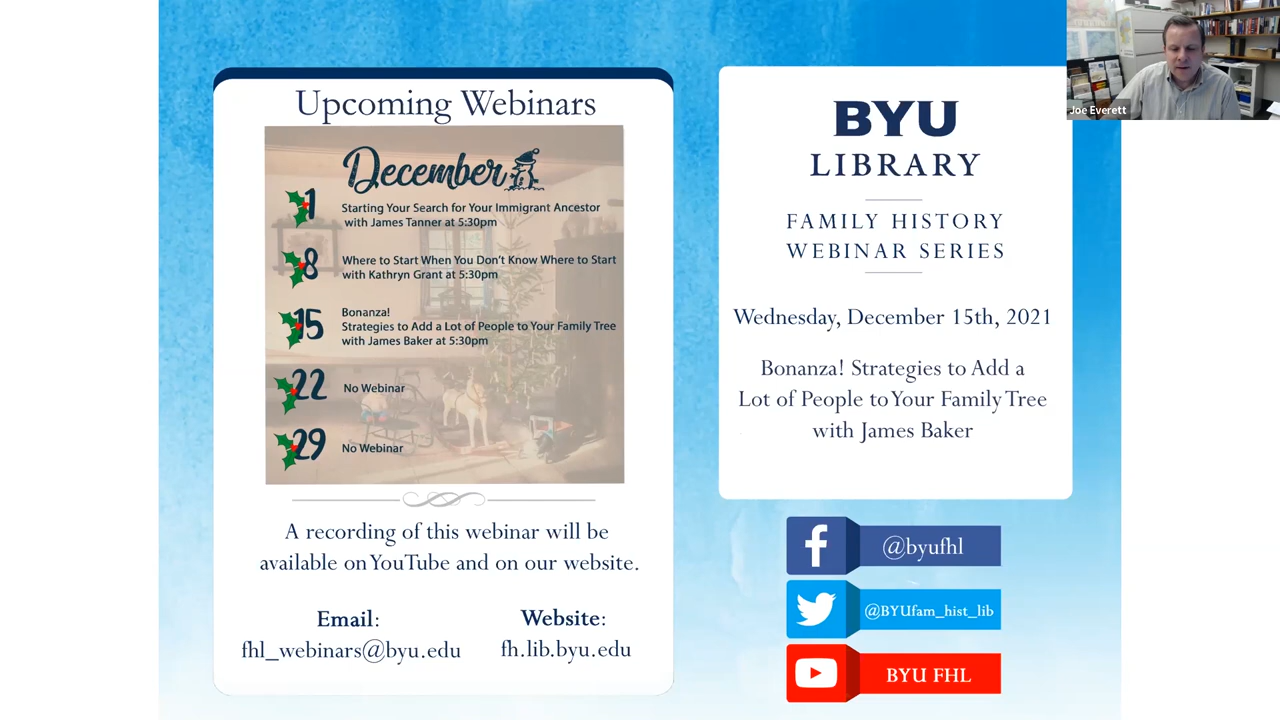 Upcoming Webinars
December
1
Starting Your Search for Your Immigrant Ancestor
with James Tanner at 5:30pm
8
Where to Start When You Don't Know Where to Start
with Kathryn Grant at 5:30pm
15
Bonanza!
Strategies to Add a Lot of People to Your Family Tree
with James Baker at 5:30pm
22
No Webinar
29
No Webinar
A recording of this webinar will be
available on YouTube and on our website.
Email:
fhl_webinars@byu.edu
Website:
fh.lib.byu.edu
BYU
LIBRARY
FAMILY HISTORY
WEBINAR SERIES
Wednesday, December 15th, 2021
Bonanza! Strategies to Add a
Lot of People to Your Family Tree
with James Baker
@byufhl
@BYUfam_hist_lib
BYU FHL
Joe Everett